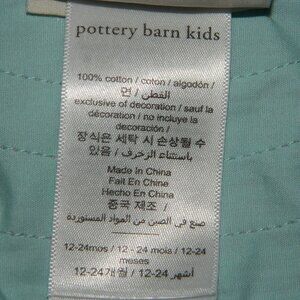 pottery barn kids
100% cotton / coton / algodón /
면 / القطن /
exclusive of decoration / sauf la
décoration / no incluye la
decoración /
장식은 세탁 시 손상될 수
있음 / باستثناء الزخرف /
Made In China
Fait En Chine
Hecho En China
중국 제조 /
صنع في الصين من المواد المستوردة
12-24mos / 12 - 24 mois / 12-24
meses
12-24개월 / 12-24 أشهر